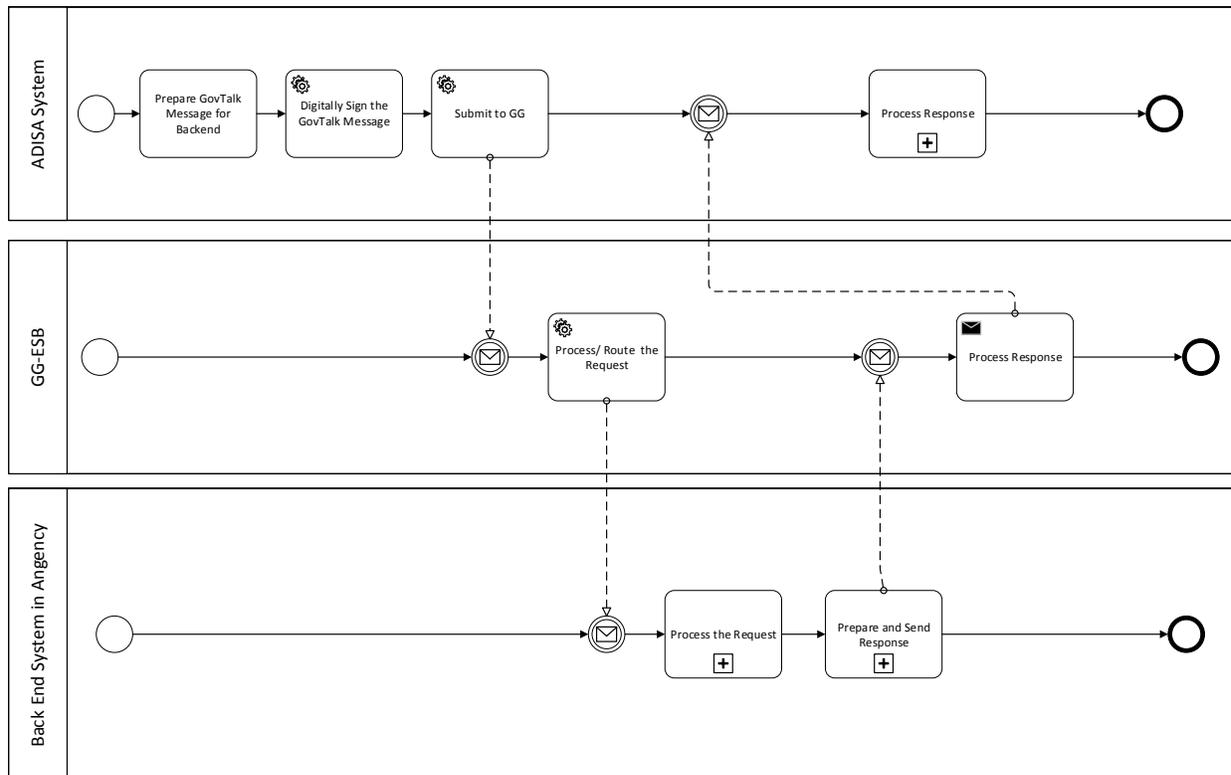 ADISA System
Prepare GovTalk
Message for
Backend
Digitally Sign the
GovTalk Message
Submit to GG
Process Response
GG-ESB
Process/ Route the
Request
Process Response
Back End System in Angency
Process the Request
Prepare and Send
Response